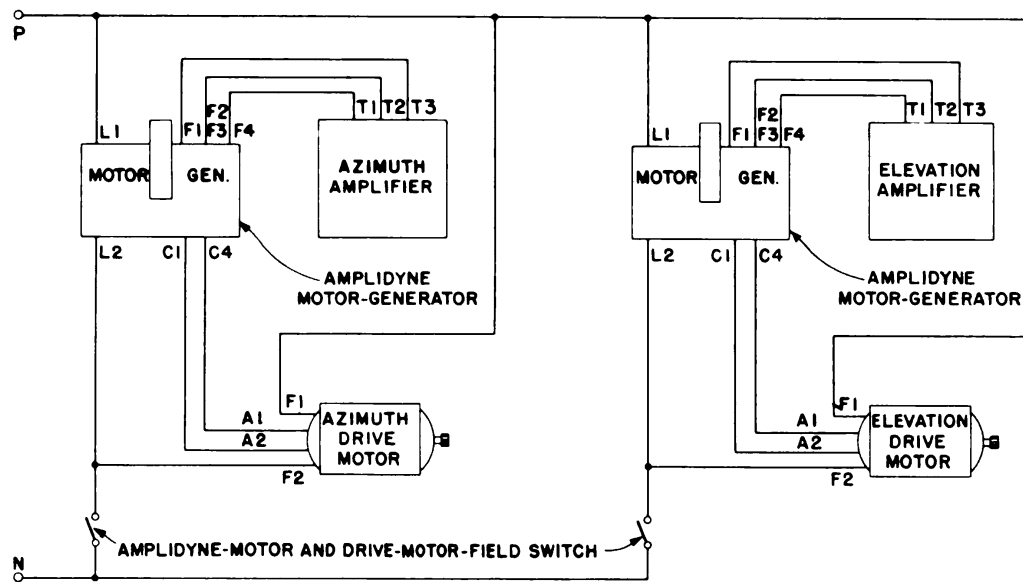 P
L1
F1
F2
F3
F4
T1
T2
T3
MOTOR
GEN.
AZIMUTH
AMPLIFIER
L2
C1
C4
AMPLIDYNE
MOTOR-GENERATOR
F1
A1
A2
F2
AZIMUTH
DRIVE
MOTOR
L1
F1
F2
F3
F4
T1
T2
T3
MOTOR
GEN.
ELEVATION
AMPLIFIER
L2
C1
C4
AMPLIDYNE
MOTOR-GENERATOR
F1
A1
A2
F2
ELEVATION
DRIVE
MOTOR
AMPLIDYNE-MOTOR AND DRIVE-MOTOR-FIELD SWITCH
N